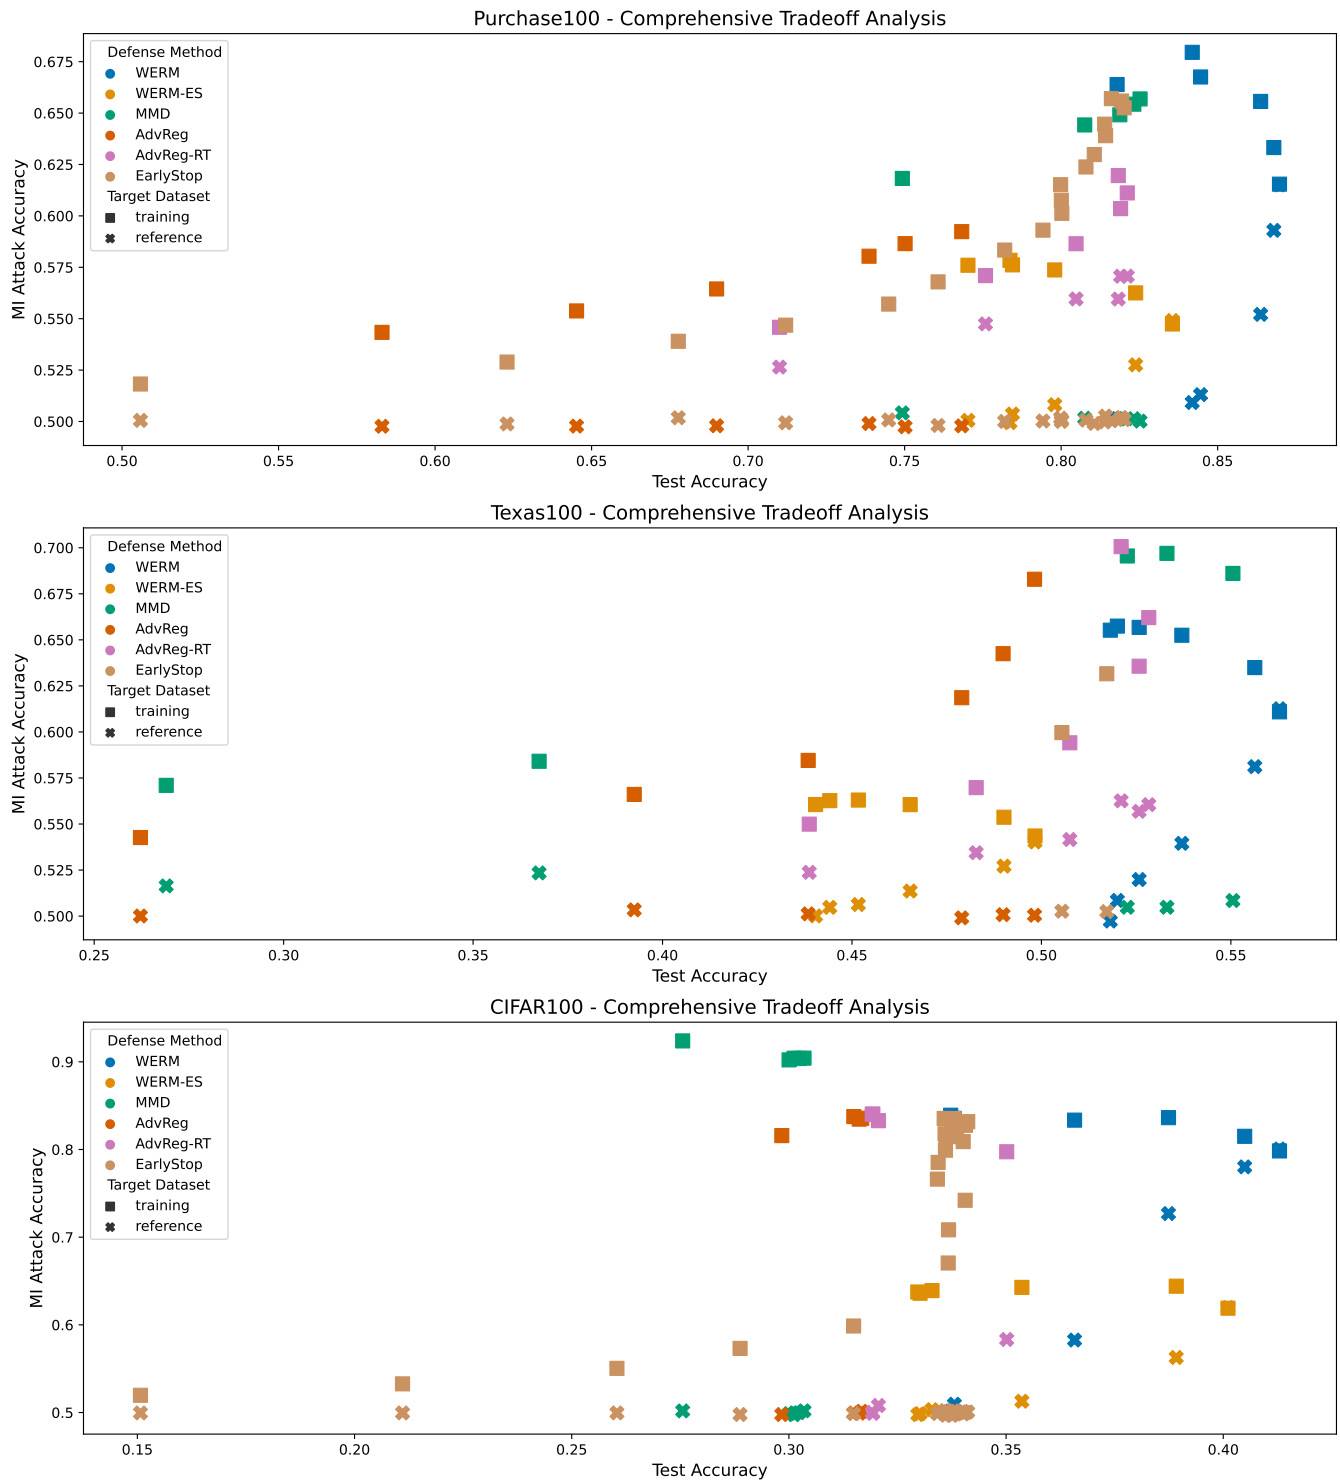 Purchase100 - Comprehensive Tradeoff Analysis
MI Attack Accuracy
0.675
0.650
0.625
0.600
0.575
0.550
0.525
0.500
Defense Method
WERM
WERM-ES
MMD
AdvReg
AdvReg-RT
EarlyStop
Target Dataset
training
reference
0.50 0.55 0.60 0.65 0.70 0.75 0.80 0.85
Test Accuracy
Texas100 - Comprehensive Tradeoff Analysis
MI Attack Accuracy
0.700
0.675
0.650
0.625
0.600
0.575
0.550
0.525
0.500
Defense Method
WERM
WERM-ES
MMD
AdvReg
AdvReg-RT
EarlyStop
Target Dataset
training
reference
0.25 0.30 0.35 0.40 0.45 0.50 0.55
Test Accuracy
CIFAR100 - Comprehensive Tradeoff Analysis
MI Attack Accuracy
0.9
0.8
0.7
0.6
0.5
Defense Method
WERM
WERM-ES
MMD
AdvReg
AdvReg-RT
EarlyStop
Target Dataset
training
reference
0.15 0.20 0.25 0.30 0.35 0.40
Test Accuracy